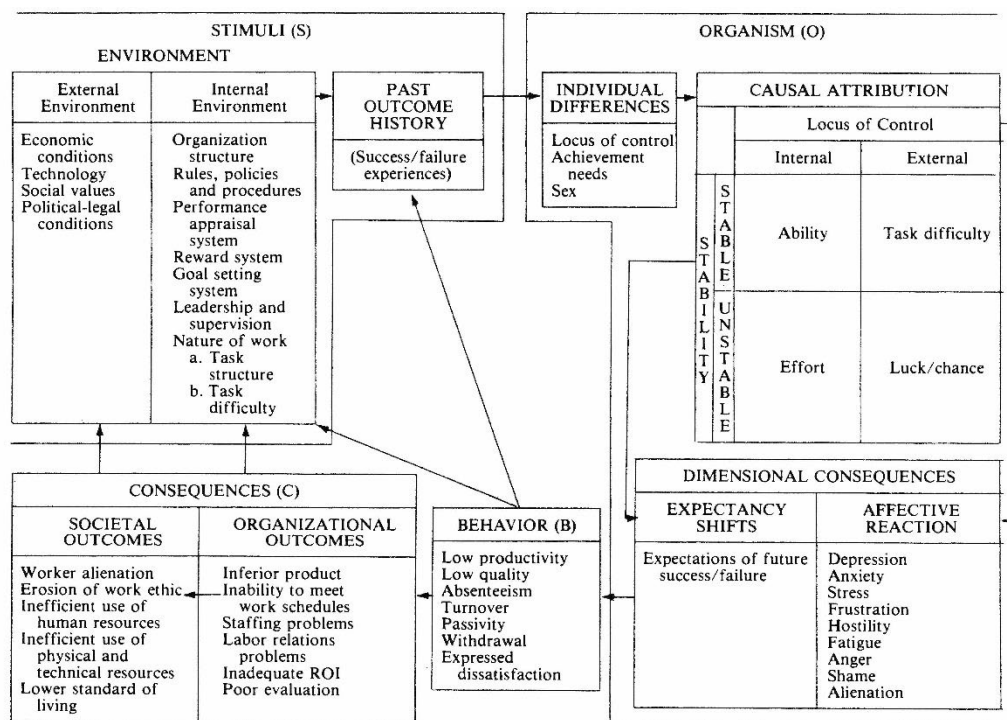 STIMULI (S)
ENVIRONMENT
External
Environment
Economic
conditions
Technology
Social values
Political-legal
conditions
Internal
Environment
Organization
structure
Rules, policies
and procedures
Performance
appraisal
system
Reward system
Goal setting
system
Leadership and
supervision
Nature of work
a. Task
structure
b. Task
difficulty
PAST
OUTCOME
HISTORY
(Success/failure
experiences)
ORGANISM (O)
INDIVIDUAL
DIFFERENCES
Locus of control
Achievement
needs
Sex
CAUSAL ATTRIBUTION
Locus of Control
Internal
External
STABILITY
STABLE
Ability
Task difficulty
UNSTABLE
Effort
Luck/chance
DIMENSIONAL CONSEQUENCES
EXPECTANCY
SHIFTS
Expectations of future
success/failure
AFFECTIVE
REACTION
Depression
Anxiety
Stress
Frustration
Hostility
Fatigue
Anger
Shame
Alienation
BEHAVIOR (B)
Low productivity
Low quality
Absenteeism
Turnover
Passivity
Withdrawal
Expressed
dissatisfaction
CONSEQUENCES (C)
SOCIETAL
OUTCOMES
Worker alienation
Erosion of work ethic
Inefficient use of
human resources
Inefficient use of
physical and
technical resources
Lower standard of
living
ORGANIZATIONAL
OUTCOMES
Inferior product
Inability to meet
work schedules
Staffing problems
Labor relations
problems
Inadequate ROI
Poor evaluation